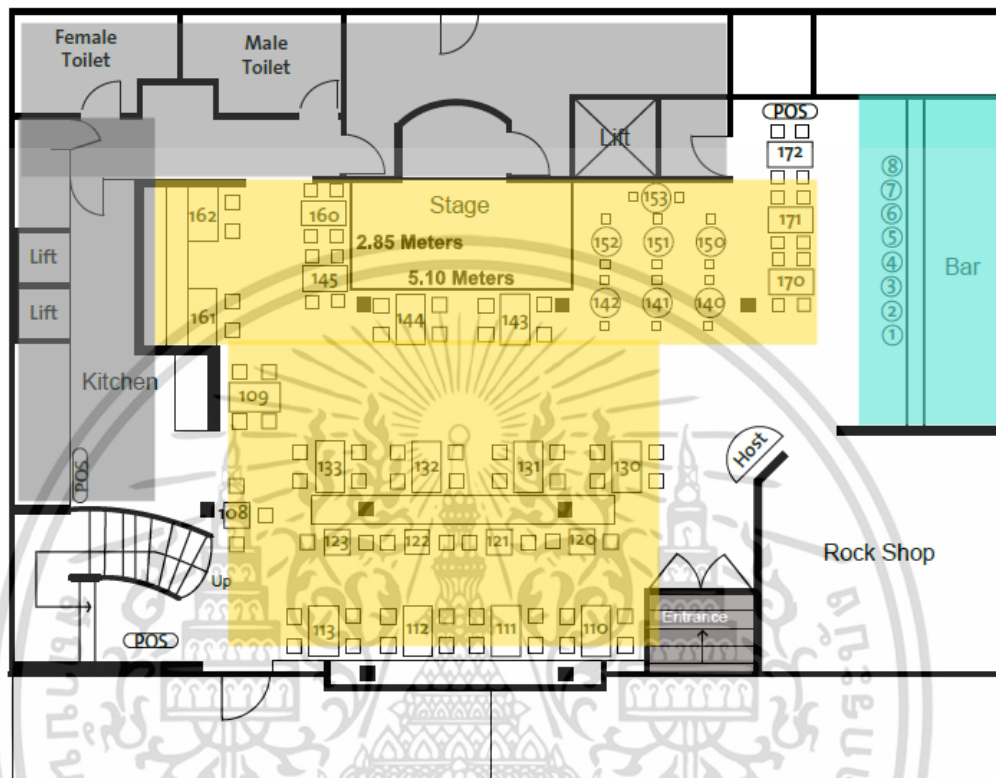 Female
Toilet
Male
Toilet
POS
Lift
172
8
7
6
5
4
3
2
1
Bar
162
160
Stage
153
171
2.85 Meters
152
151
150
Lift
145
5.10 Meters
170
Lift
161
144
143
142
141
140
Kitchen
109
133
132
131
130
Host
POS
108
123
122
121
120
Rock Shop
Up
113
112
111
110
Entrance
POS